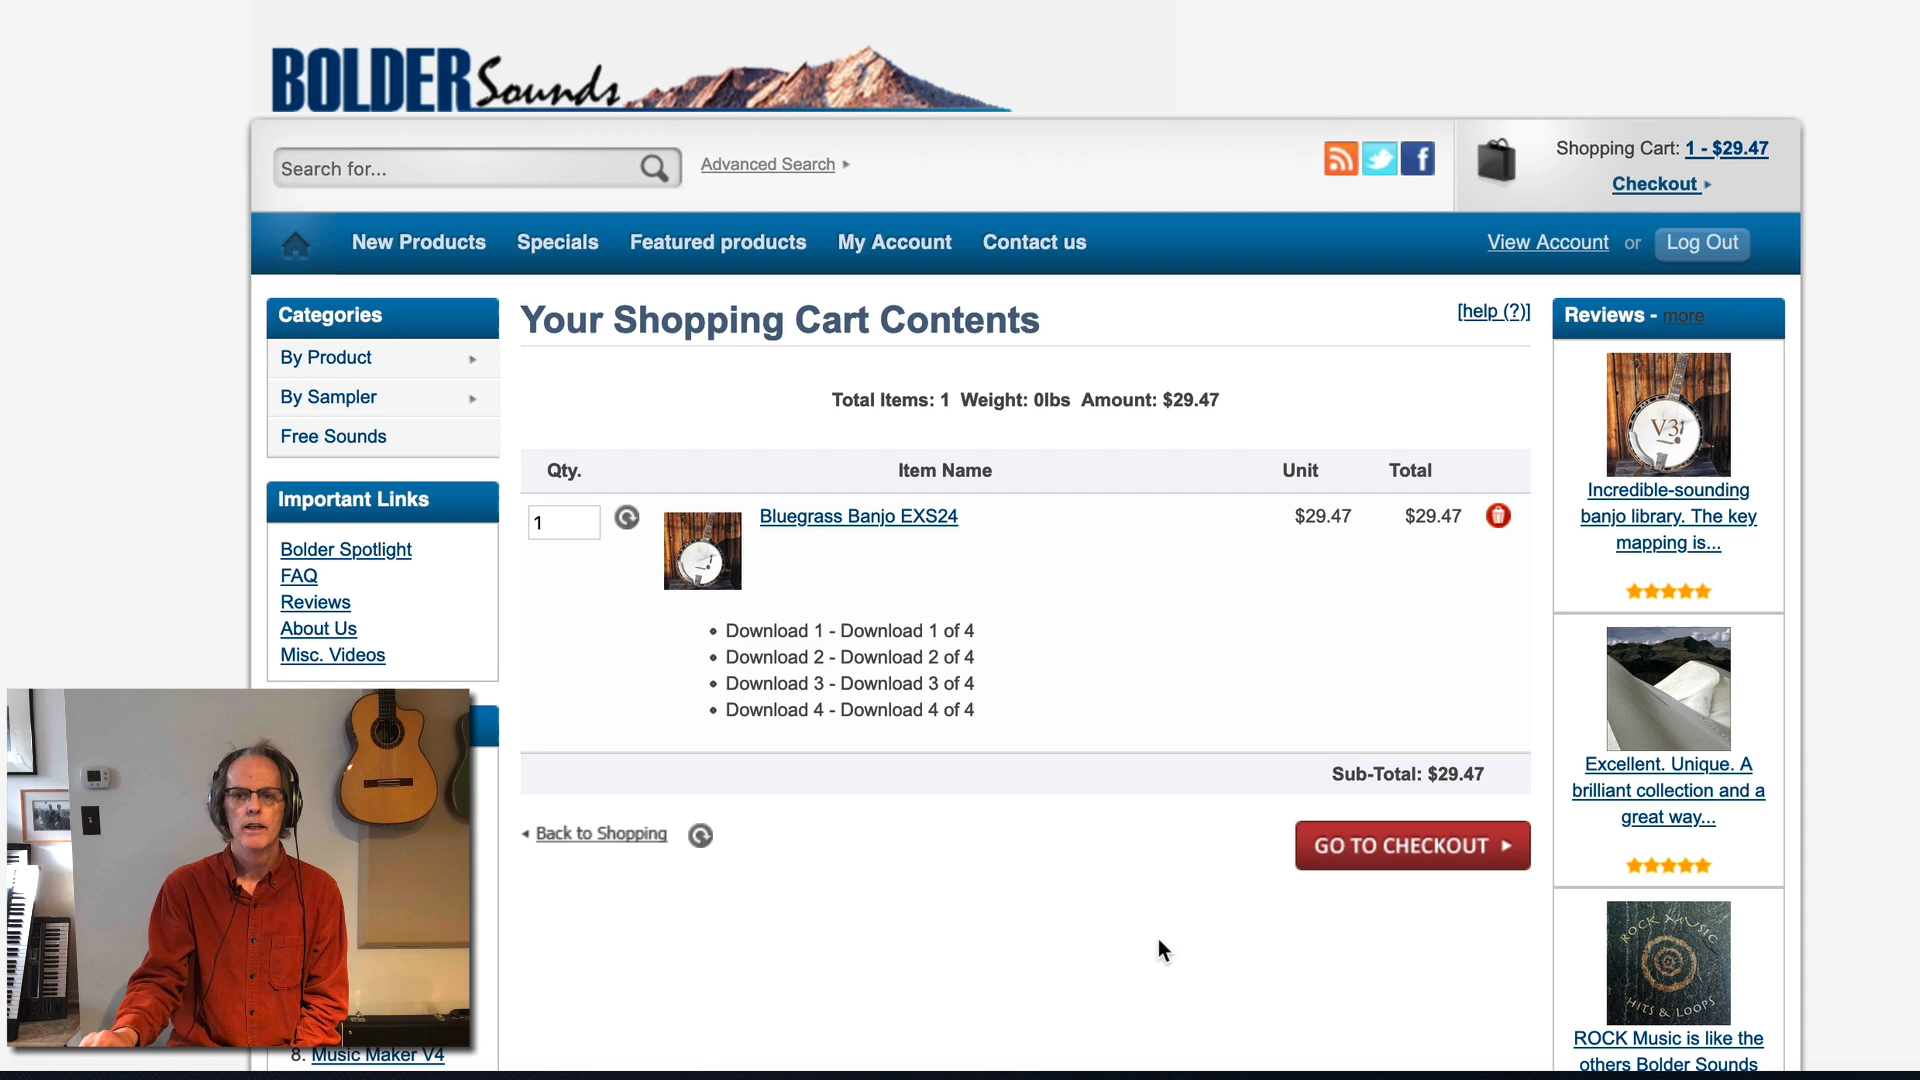 BOLDER Sounds
Search for...
Advanced Search
Shopping Cart: 1 - $29.47
Checkout
New Products
Specials
Featured products
My Account
Contact us
View Account or Log Out
Categories
By Product
By Sampler
Free Sounds
Important Links
Bolder Spotlight
FAQ
Reviews
About Us
Misc. Videos
8. Music Maker V4
Your Shopping Cart Contents
[help (?)]
Total Items: 1 Weight: 0lbs Amount: $29.47
Qty. Item Name Unit Total
1 Bluegrass Banjo EXS24 $29.47 $29.47
Download 1 - Download 1 of 4
Download 2 - Download 2 of 4
Download 3 - Download 3 of 4
Download 4 - Download 4 of 4
Sub-Total: $29.47
Back to Shopping
GO TO CHECKOUT
Reviews - more
V3
Incredible-sounding
banjo library. The key
mapping is...
Excellent. Unique. A
brilliant collection and a
great way...
ROCK MUSIC
HITS & LOOPS
ROCK Music is like the
others Bolder Sounds